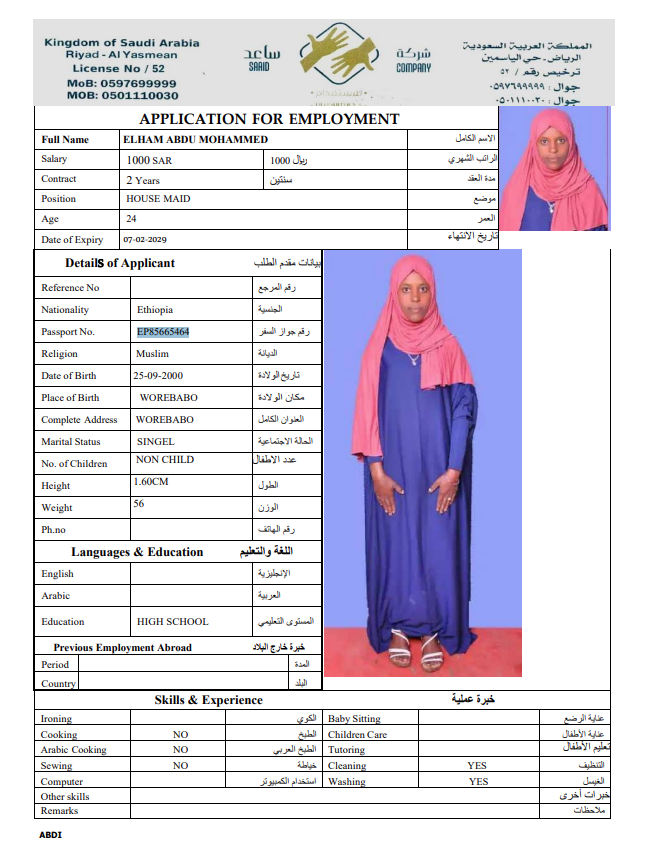 Kingdom of Saudi Arabia
Riyadh - Al Yasmean
License No / 52
MoB: 0597699999
MOB: 0501110030
ساعد
SAAID
شركة
COMPANY
للاستقدام
المملكة العربية السعودية
الرياض - حي الياسمين
ترخيص رقم / ٥٢
جوال : ٠٥٩٧٦٩٩٩٩٩
جوال : ٠٥٠١١١٠٠٣٠
APPLICATION FOR EMPLOYMENT
Full Name ELHAM ABDU MOHAMMED الاسم الكامل
Salary 1000 SAR 1000 ريال الراتب الشهري
Contract 2 Years سنتين مدة العقد
Position HOUSE MAID موضع
Age 24 العمر
Date of Expiry 07-02-2029 تاريخ الانتهاء
Details of Applicant بيانات مقدم الطلب
Reference No رقم المرجع
Nationality Ethiopia الجنسية
Passport No. EP85665464 رقم جواز السفر
Religion Muslim الديانة
Date of Birth 25-09-2000 تاريخ الولادة
Place of Birth WOREBABO مكان الولادة
Complete Address WOREBABO العنوان الكامل
Marital Status SINGEL الحالة الاجتماعية
No. of Children NON CHILD عدد الاطفال
Height 1.60CM الطول
Weight 56 الوزن
Ph.no رقم الهاتف
Languages & Education اللغة والتعليم
English الإنجليزية
Arabic العربية
Education HIGH SCHOOL المستوى التعليمي
Previous Employment Abroad خبرة خارج البلاد
Period المدة
Country البلد
Skills & Experience خبرة عملية
Ironing الكوي Baby Sitting عناية الرضع
Cooking NO الطبخ Children Care عناية الأطفال
Arabic Cooking NO الطبخ العربي Tutoring تعليم الأطفال
Sewing NO خياطة Cleaning YES التنظيف
Computer استخدام الكمبيوتر Washing YES الغسيل
Other skills خبرات أخرى
Remarks ملاحظات
ABDI